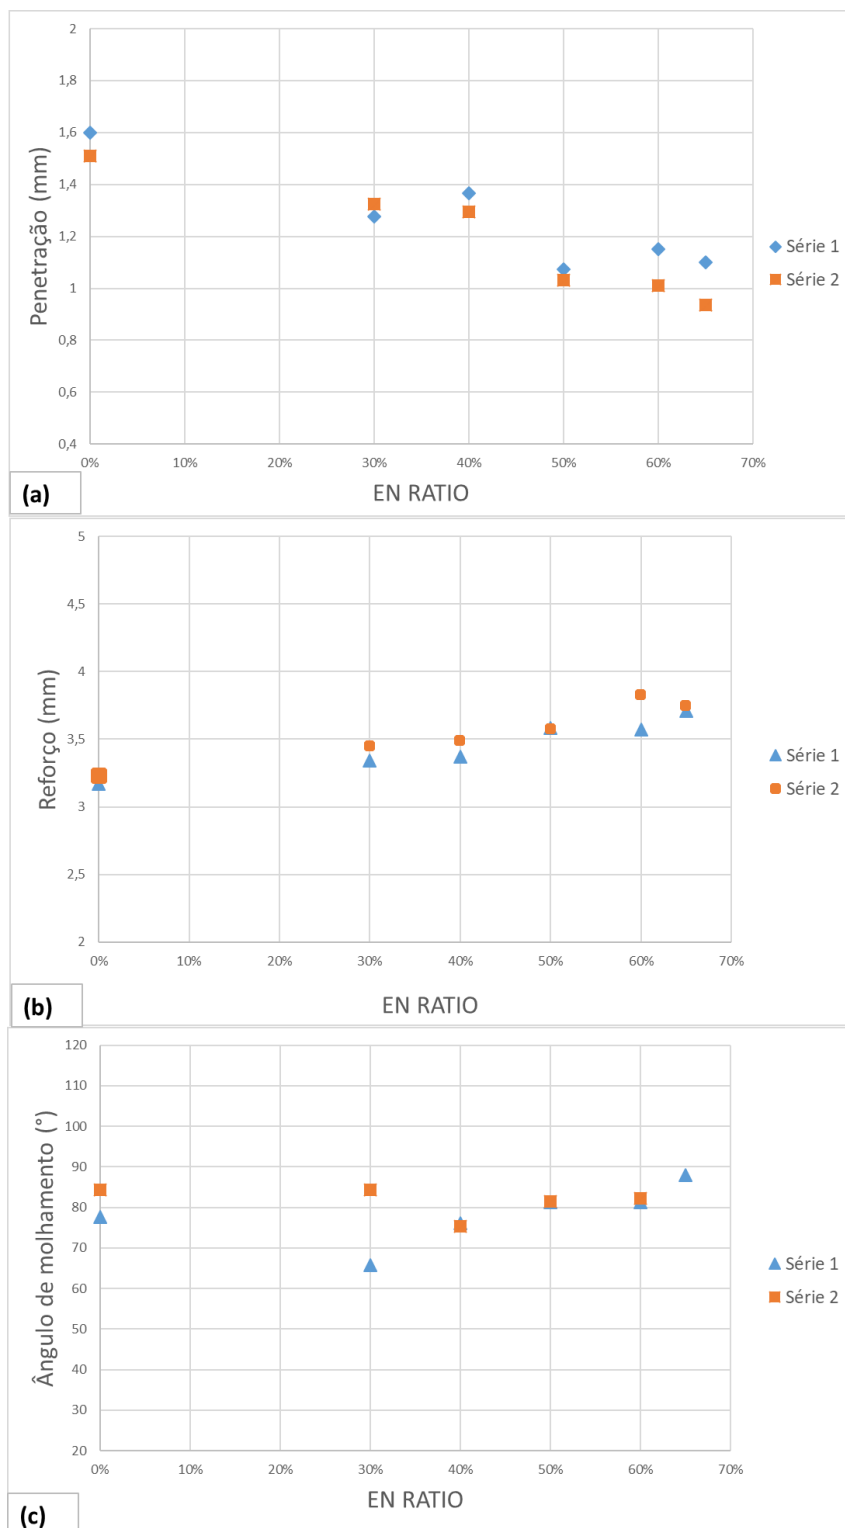 2
1,8
1,6
1,4
1,2
1
0,8
0,6
0,4
Penetração (mm)
0% 10% 20% 30% 40% 50% 60% 70%
EN RATIO
Série 1
Série 2
(a)
5
4,5
4
3,5
3
2,5
2
Reforço (mm)
0% 10% 20% 30% 40% 50% 60% 70%
EN RATIO
Série 1
Série 2
(b)
120
110
100
90
80
70
60
50
40
30
20
Ângulo de molhamento (°)
0% 10% 20% 30% 40% 50% 60% 70%
EN RATIO
Série 1
Série 2
(c)